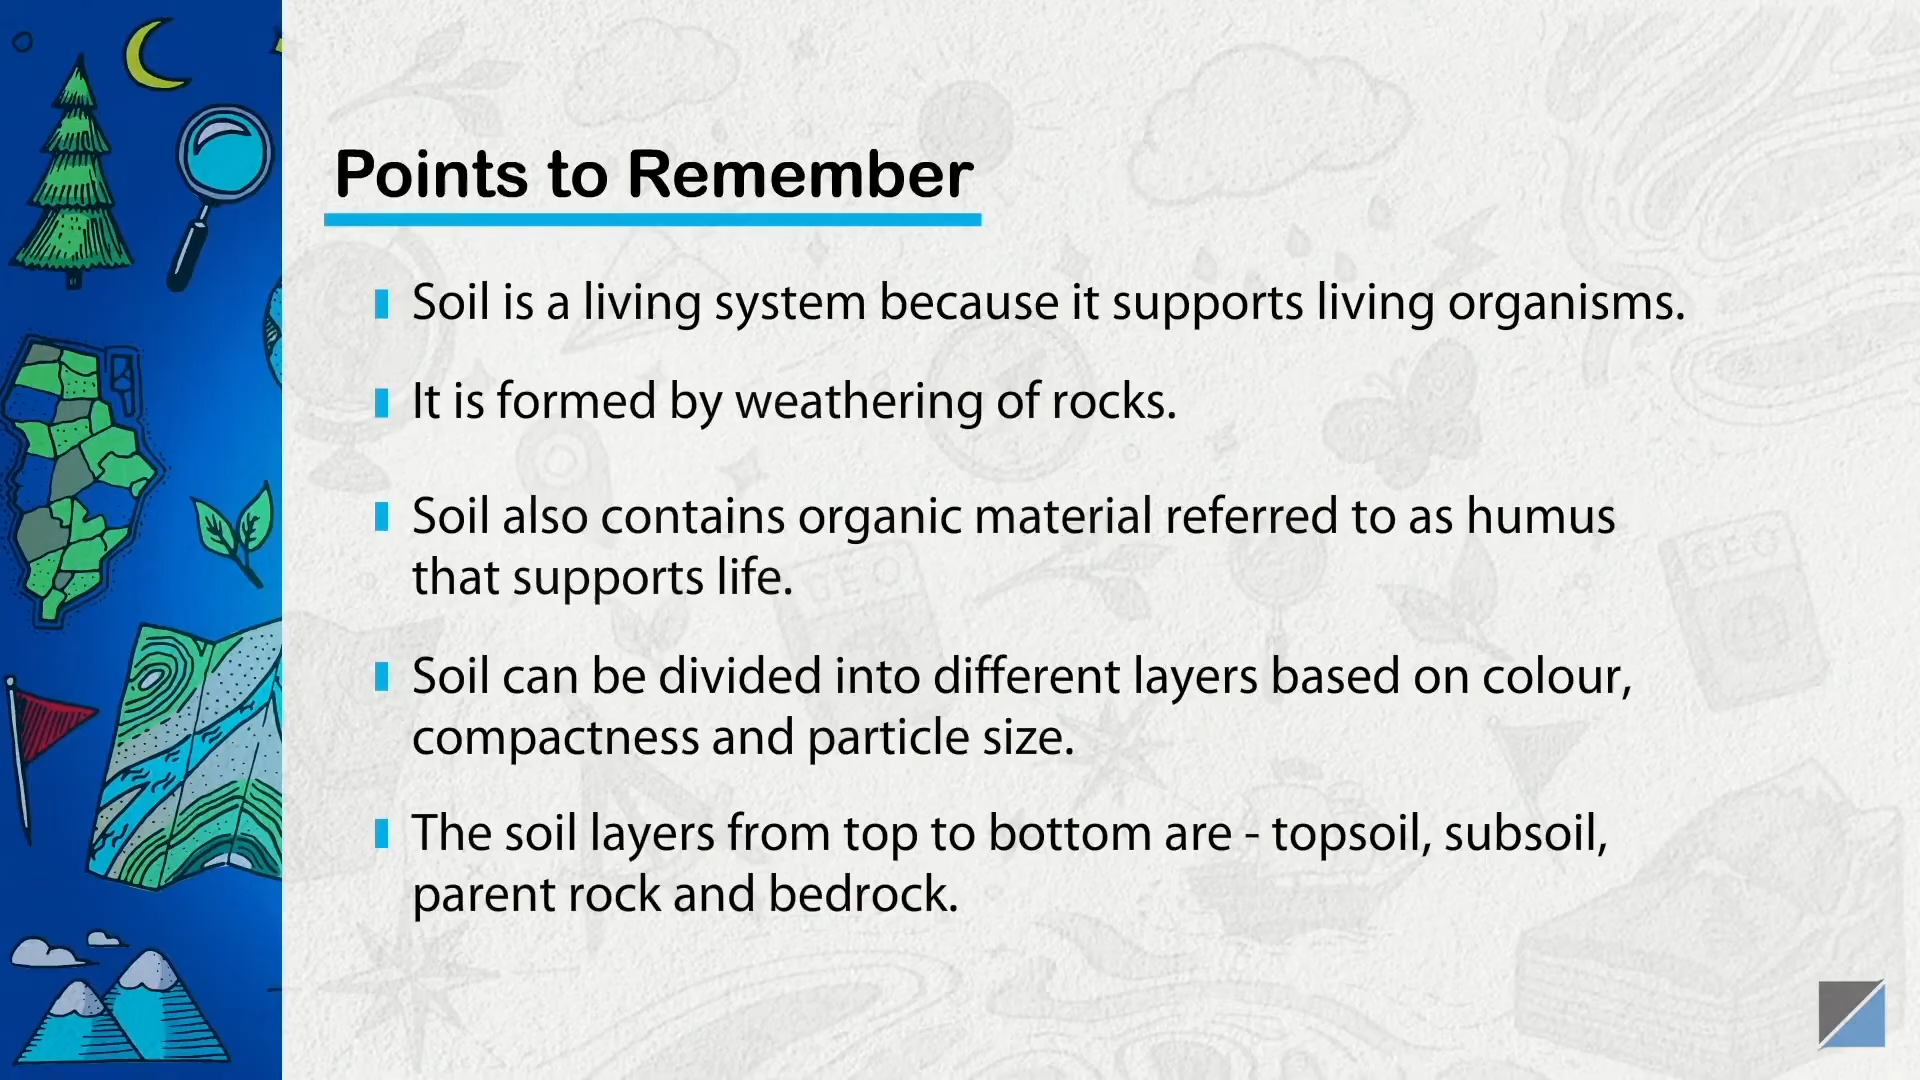 Points to Remember
Soil is a living system because it supports living organisms.
It is formed by weathering of rocks.
Soil also contains organic material referred to as humus
that supports life.
Soil can be divided into different layers based on colour,
compactness and particle size.
The soil layers from top to bottom are - topsoil, subsoil,
parent rock and bedrock.
GEO
GEO